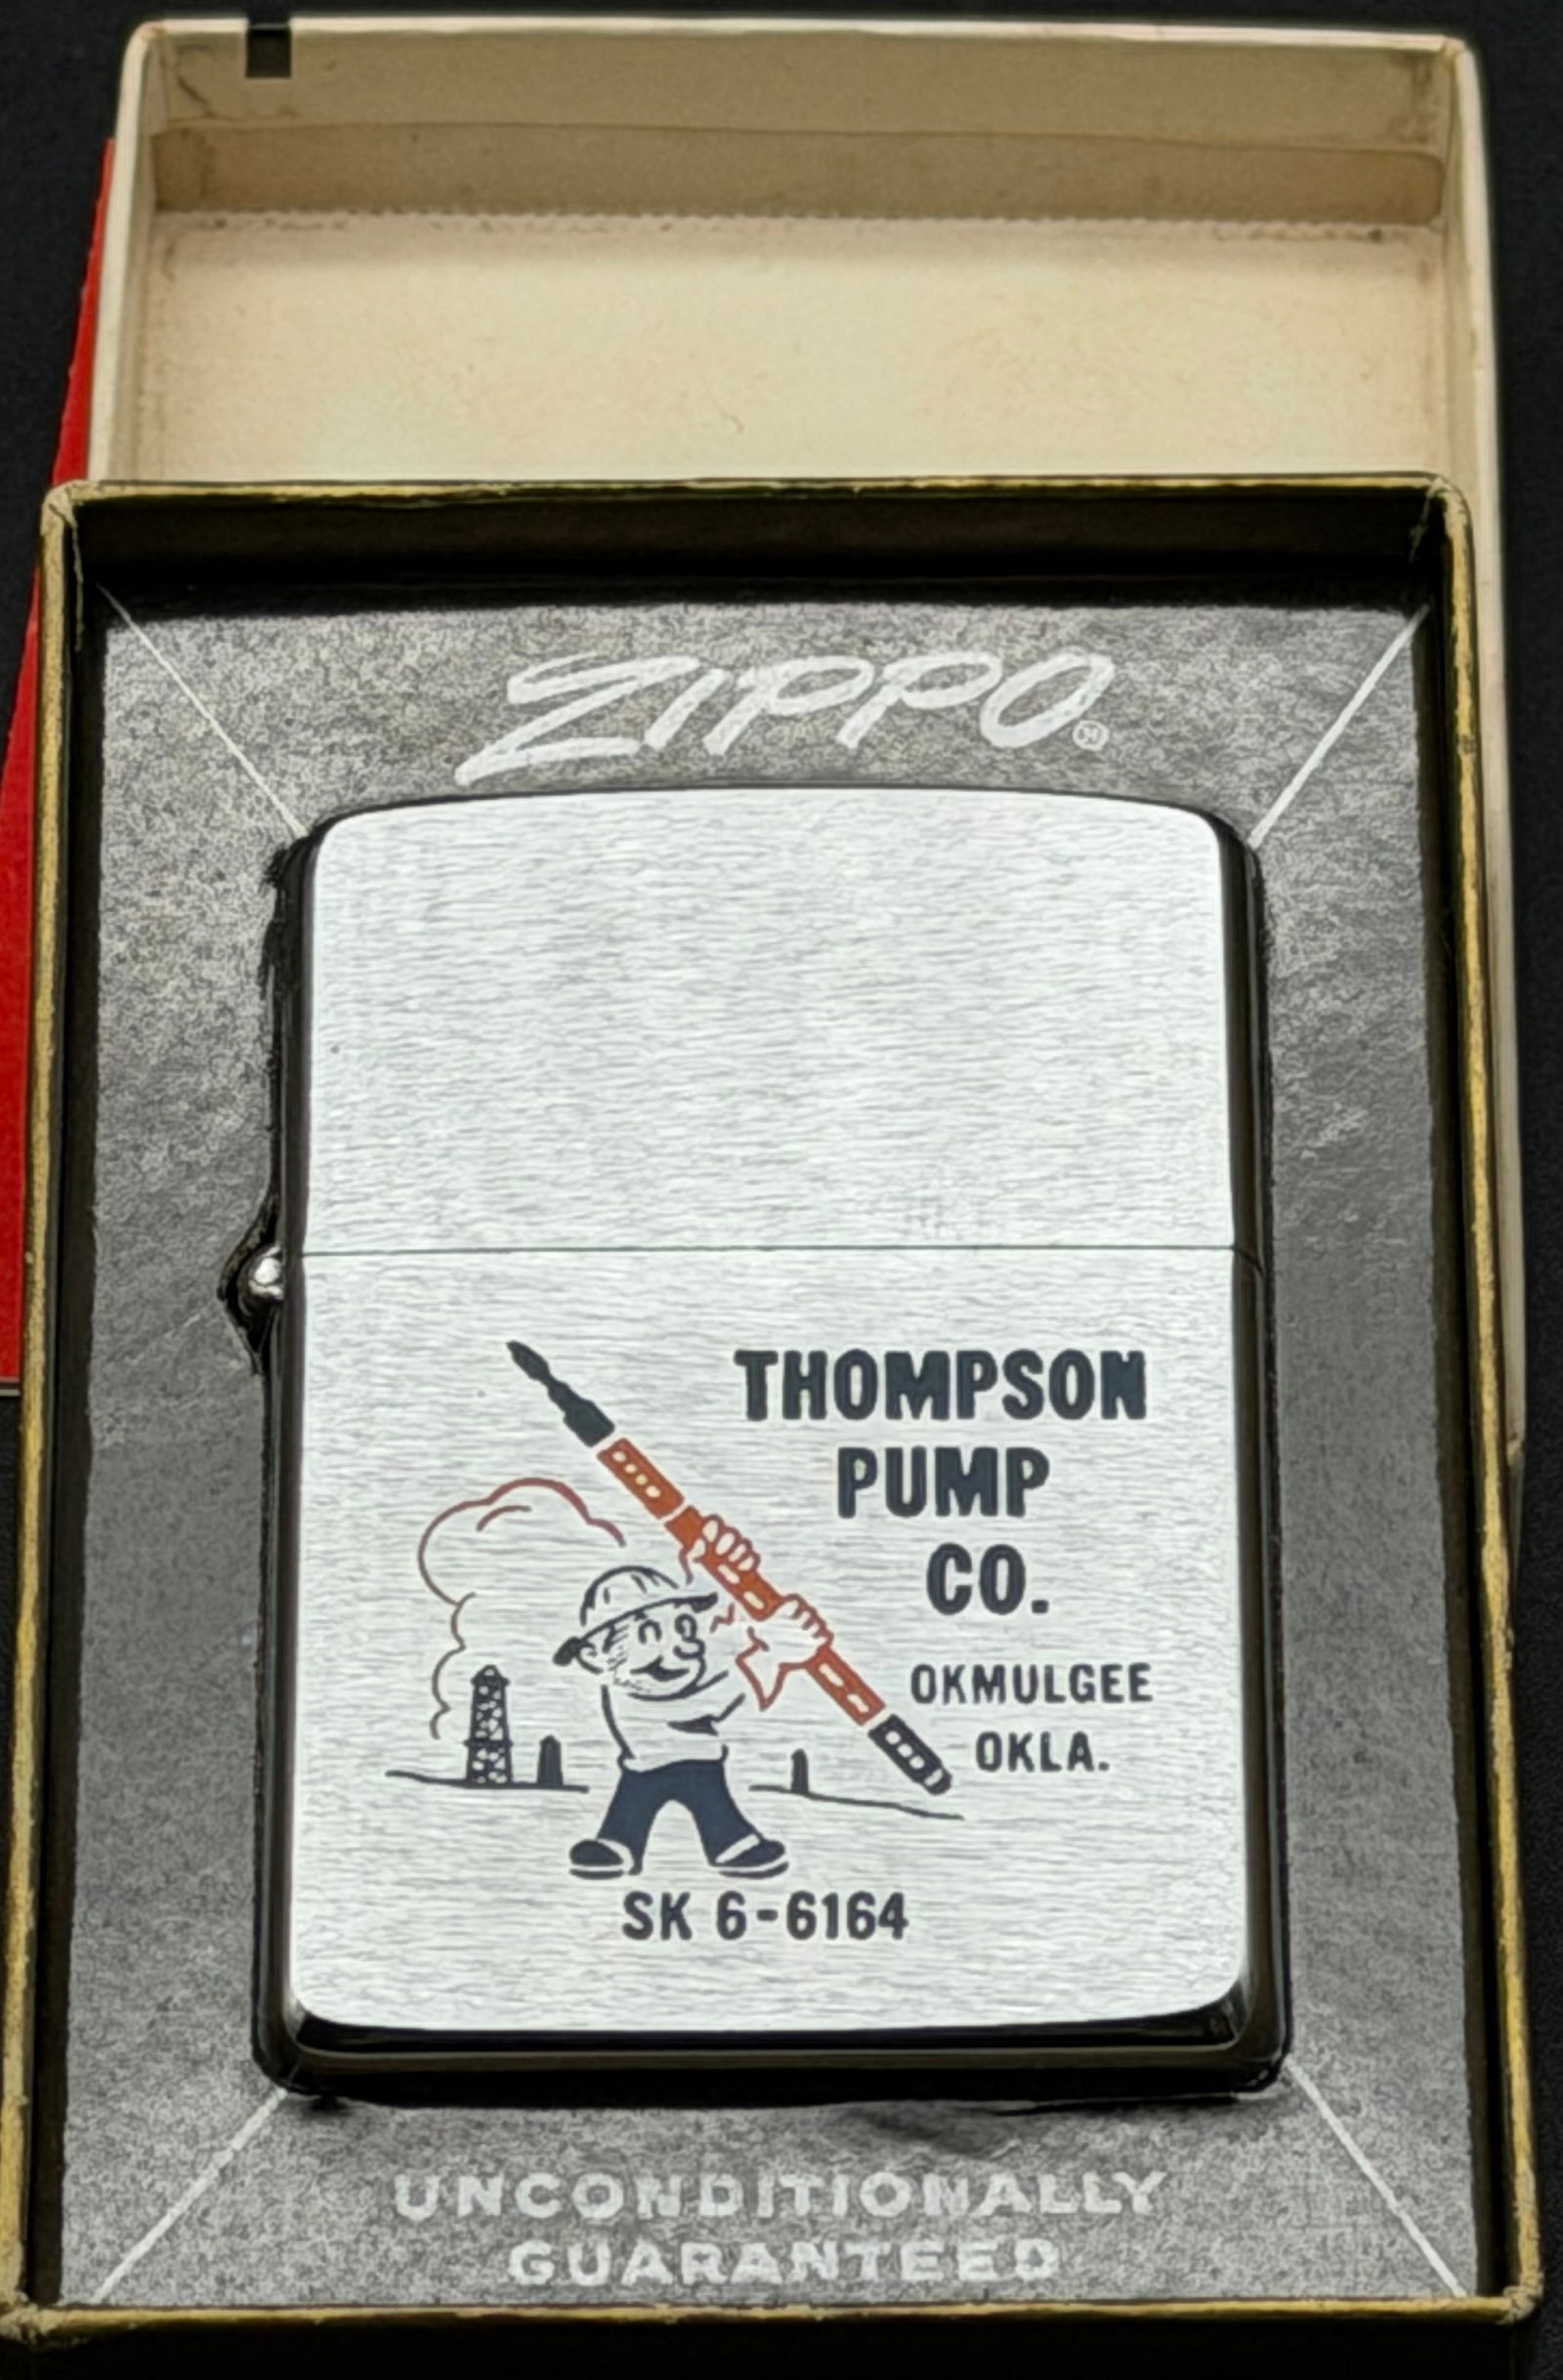 ZIPPO®
THOMPSON
PUMP
CO.
OKMULGEE
OKLA.
SK 6-6164
UNCONDITIONALLY
GUARANTEED